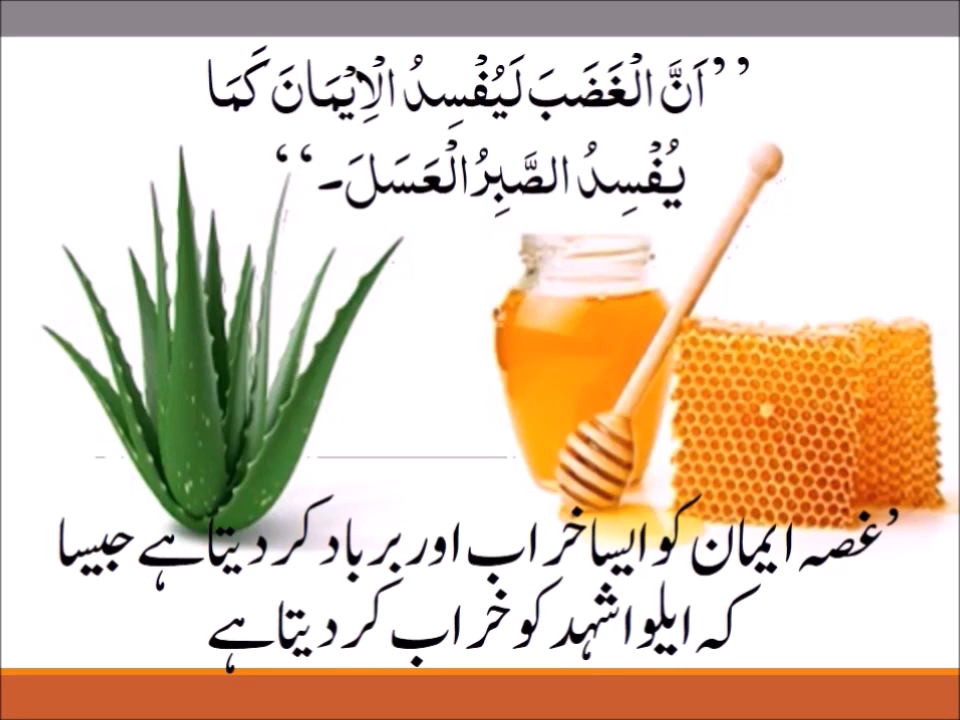 ’’اَنَّ الْغَضَبَ لَيُفْسِدُ الْاِيْمَانَ كَمَا
يُفْسِدُ الصَّبِرُ الْعَسَلَ۔‘‘
’غصہ ایمان کو ایسا خراب اور برباد کر دیتا ہے جیسا
کہ ایلوا شہد کو خراب کر دیتا ہے